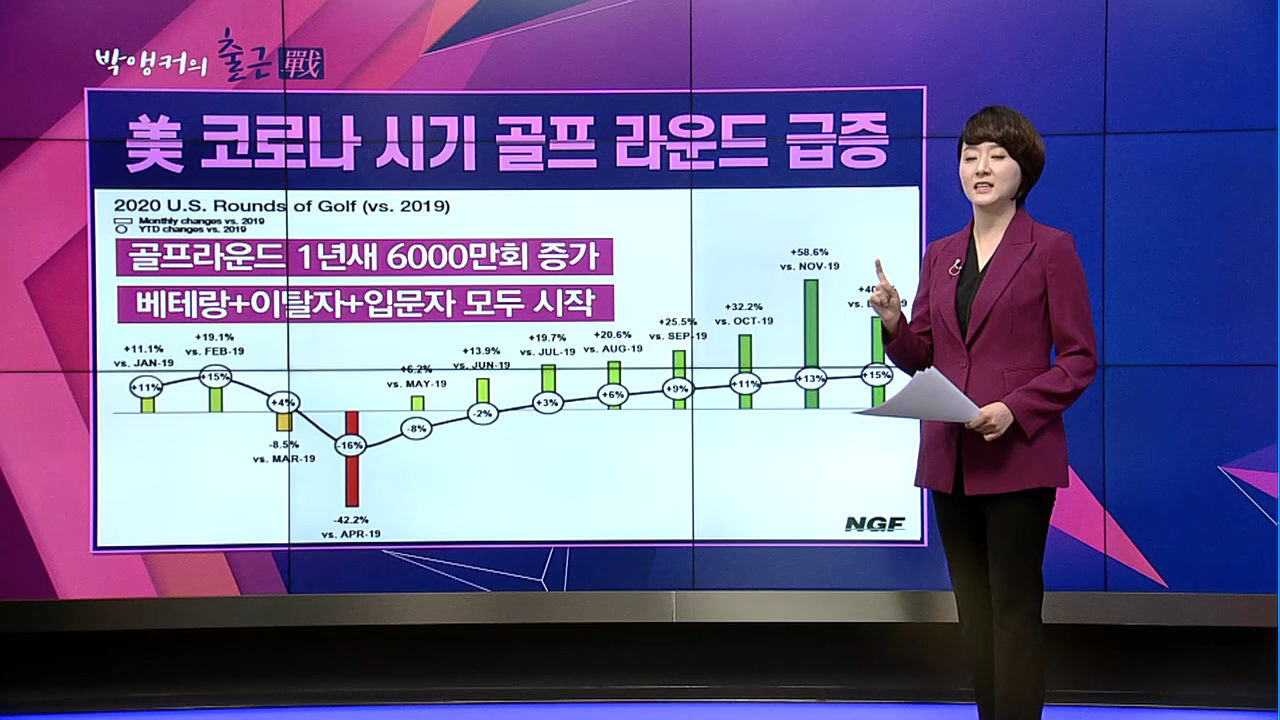 박앵커의 출근 戰
美 코로나 시기 골프 라운드 급증
2020 U.S. Rounds of Golf (vs. 2019)
Monthly changes vs. 2019
YTD changes vs. 2019
골프라운드 1년새 6000만회 증가
베테랑+이탈자+입문자 모두 시작
+11.1%
vs. JAN-19
+19.1%
vs. FEB-19
-8.5%
vs. MAR-19
-42.2%
vs. APR-19
+6.2%
vs. MAY-19
+13.9%
vs. JUN-19
+19.7%
vs. JUL-19
+20.6%
vs. AUG-19
+25.5%
vs. SEP-19
+32.2%
vs. OCT-19
+58.6%
vs. NOV-19
vs.
+11%
+15%
+4%
-16%
-8%
-2%
+3%
+6%
+9%
+11%
+13%
+15%
NGF